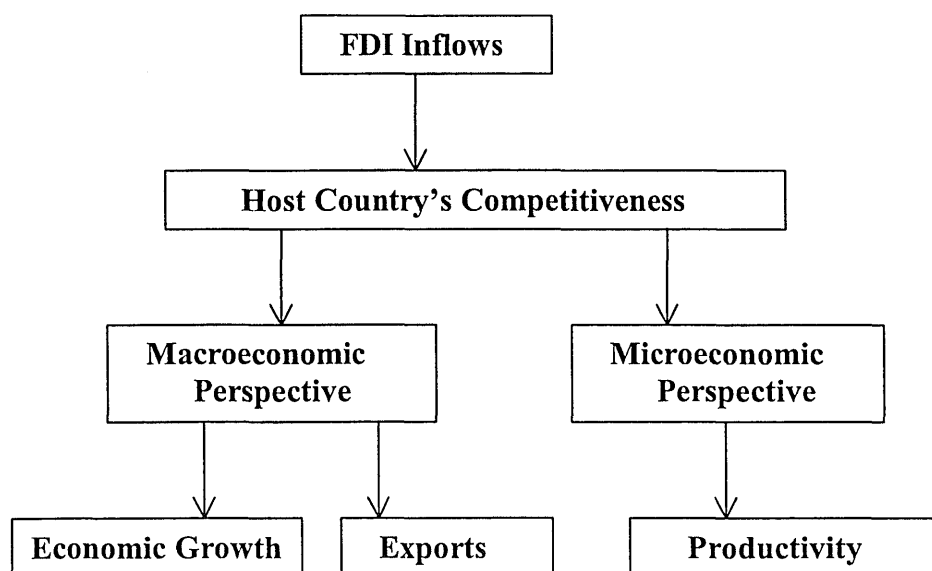 FDI Inflows
Host Country's Competitiveness
Macroeconomic
Perspective
Microeconomic
Perspective
Economic Growth
Exports
Productivity